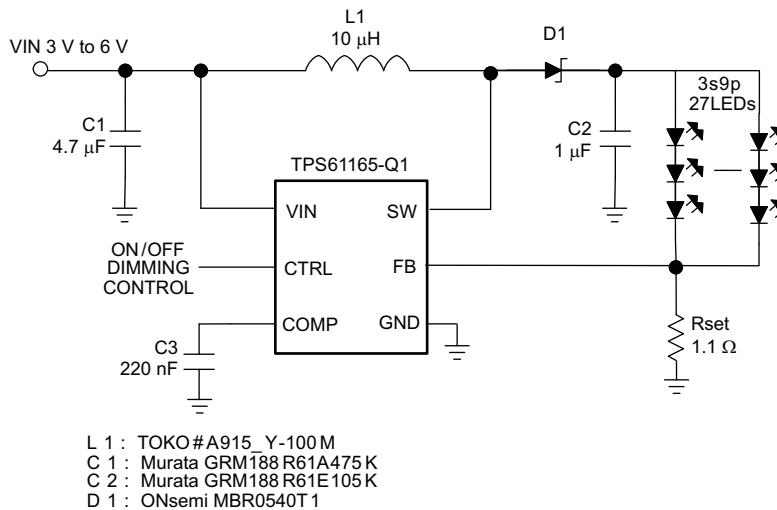 L1
10 μH
D1
VIN 3 V to 6 V
3s9p
27LEDs
C1
4.7 μF
C2
1 μF
TPS61165-Q1
VIN
SW
ON/OFF
DIMMING
CONTROL
CTRL
FB
COMP
GND
C3
220 nF
Rset
1.1 Ω
L 1 : TOKO # A915_Y-100 M
C 1 : Murata GRM188 R61A475 K
C 2 : Murata GRM188 R61E105 K
D 1 : ONsemi MBR0540T 1